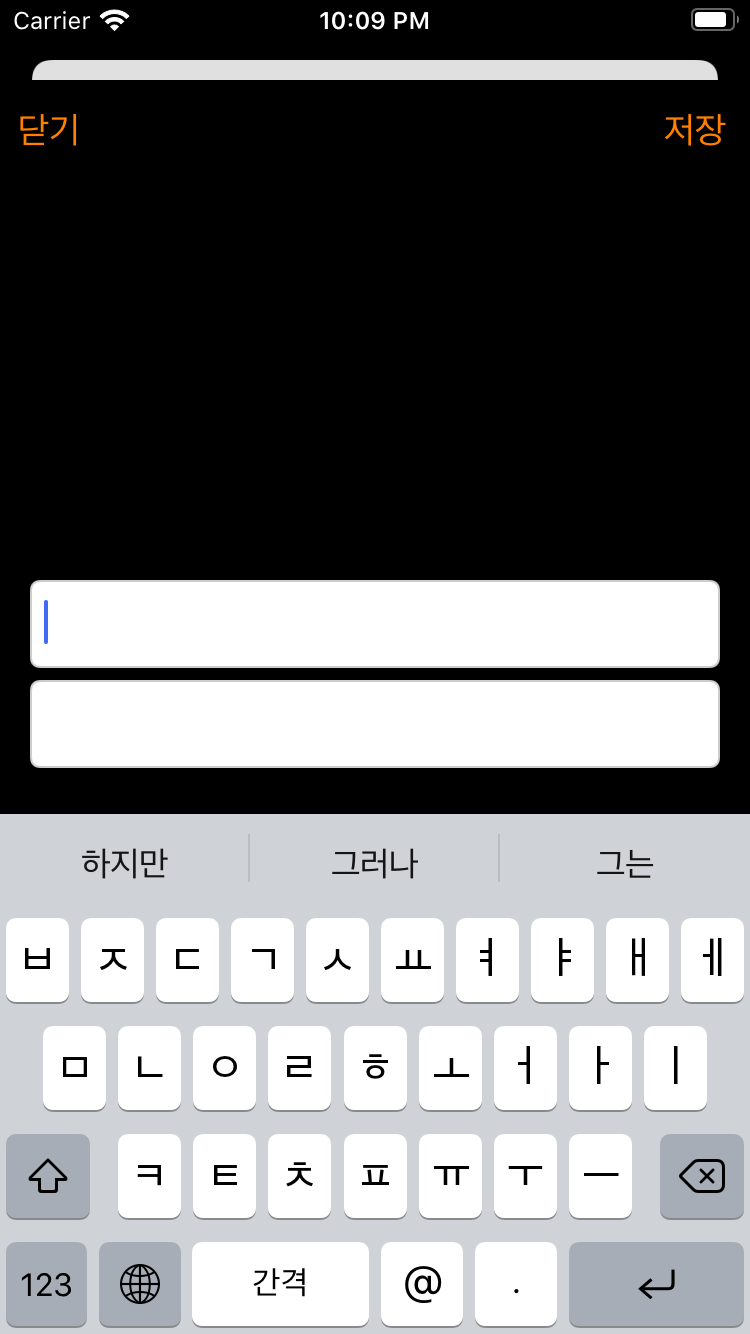 Carrier 10:09 PM
닫기 저장
하지만 그러나 그는
ㅂ ㅈ ㄷ ㄱ ㅅ ㅛ ㅕ ㅑ ㅐ ㅔ
ㅁ ㄴ ㅇ ㄹ ㅎ ㅗ ㅓ ㅏ ㅣ
ㅋ ㅌ ㅊ ㅍ ㅠ ㅜ ㅡ
123 간격 @ .